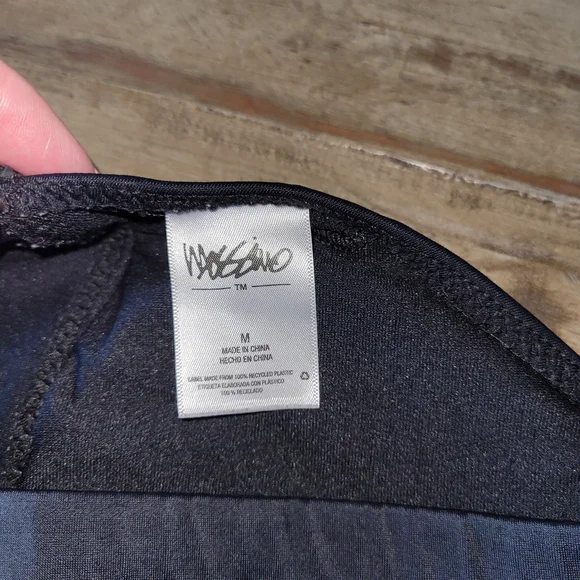 Mossimo
TM
M
MADE IN CHINA
HECHO EN CHINA
LABEL MADE FROM 100% RECYCLED PLASTIC
ETIQUETA ELABORADA CON PLÁSTICO
100 % RECICLADO